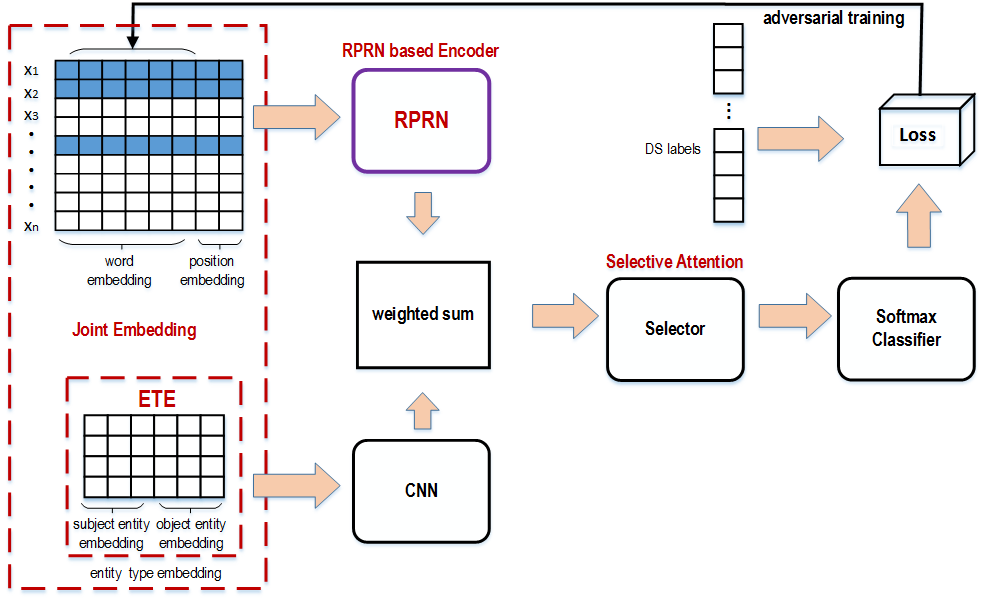 adversarial training
RPRN based Encoder
x1
x2
x3
xn
RPRN
DS labels
Loss
word
embedding
position
embedding
Joint Embedding
weighted sum
Selective Attention
Selector
Softmax
Classifier
ETE
CNN
subject entity
embedding
object entity
embedding
entity type embedding